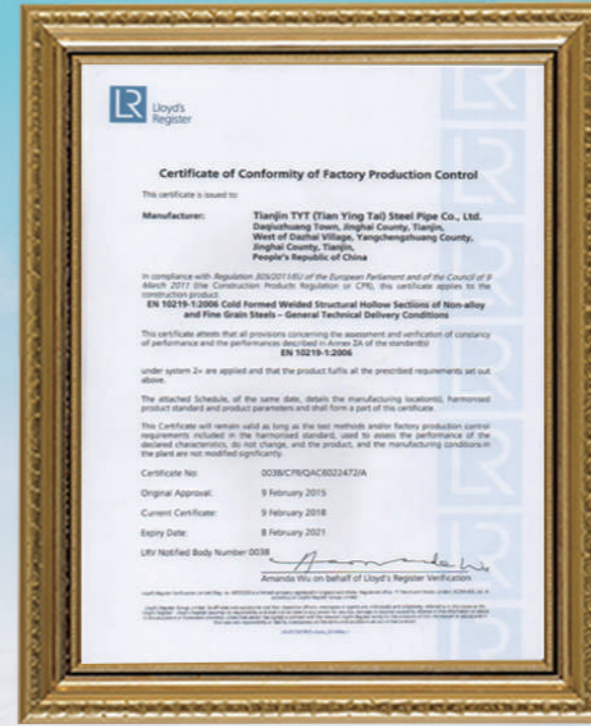 LR
Lloyd's
Register
Certificate of Conformity of Factory Production Control
This certificate is issued to:
Manufacturer: Tianjin TYT (Tian Ying Tai) Steel Pipe Co., Ltd.
Daqiuzhuang Town, Jinghai County, Tianjin,
West of Dazhai Village, Yangchengzhuang County,
Jinghai County, Tianjin,
People's Republic of China
In compliance with Regulation 305/2011/EU of the European Parliament and of the Council of 9
March 2011 (the Construction Products Regulation or CPR), this certificate applies to the
construction product:
EN 10219-1:2006 Cold Formed Welded Structural Hollow Sections of Non-alloy
and Fine Grain Steels – General Technical Delivery Conditions
This certificate attests that all provisions concerning the assessment and verification of constancy
of performance and the performances described in Annex ZA of the standard(s)
EN 10219-1:2006
under system 2+ are applied and that the product fulfils all the prescribed requirements set out
above.
The attached Schedule, of the same date, details the manufacturing location(s), harmonised
product standard and product parameters and shall form a part of this certificate.
This Certificate will remain valid as long as the test methods and/or factory production control
requirements included in the harmonised standard, used to assess the performance of the
declared characteristics, do not change, and the product, and the manufacturing conditions in
the plant are not modified significantly.
Certificate No: 0038/CPR/QAC6022472/A
Original Approval: 9 February 2015
Current Certificate: 9 February 2018
Expiry Date: 8 February 2021
LRV Notified Body Number 0038
Amanda Wu on behalf of Lloyd's Register Verification